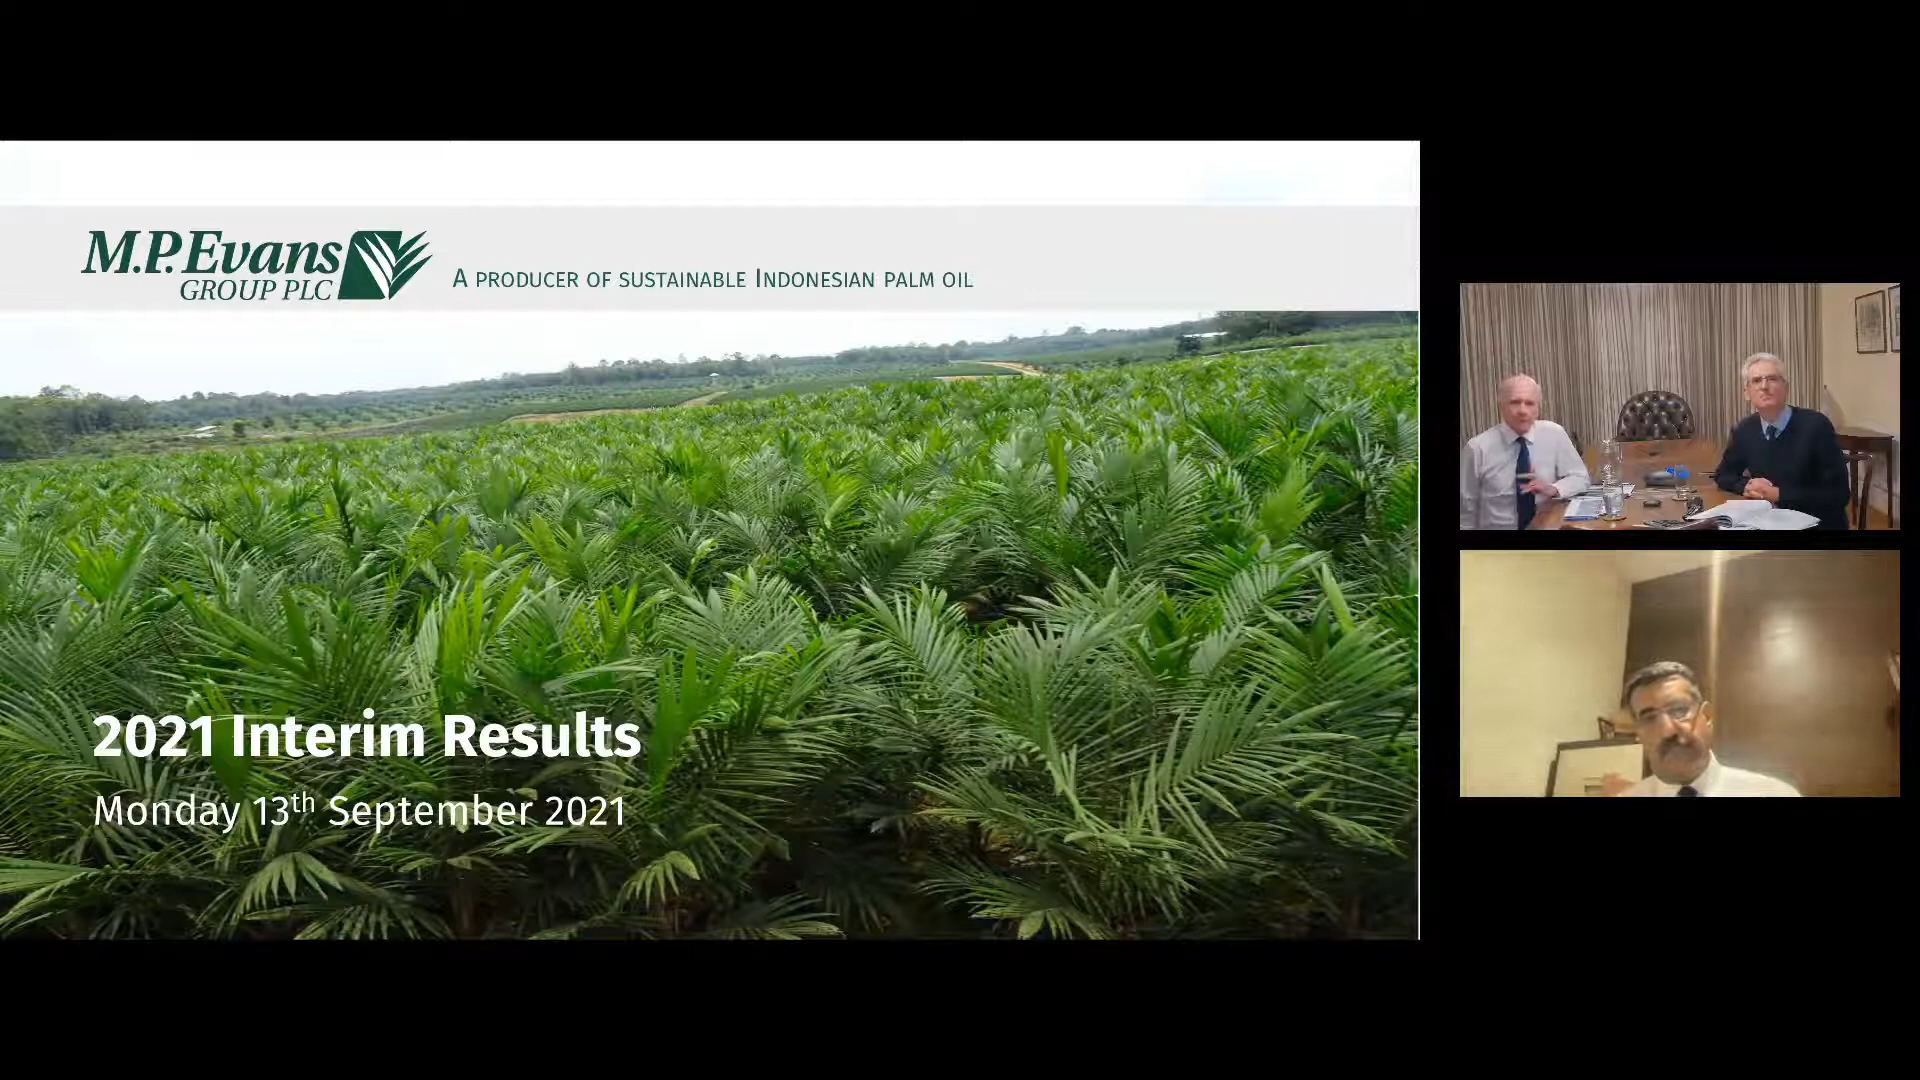 M.P.Evans
GROUP PLC
A PRODUCER OF SUSTAINABLE INDONESIAN PALM OIL
2021 Interim Results
Monday 13th September 2021